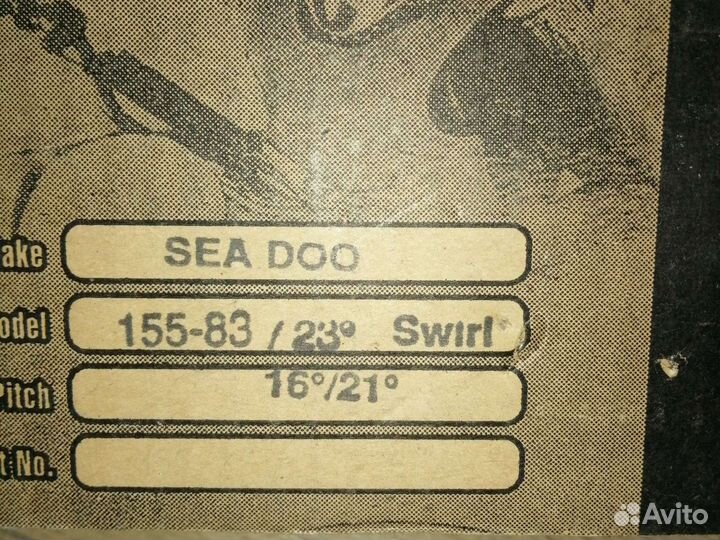 ake SEA DOO
odel 155-83 / 23° Swirl
Pitch 16°/21°
t No.
Avito